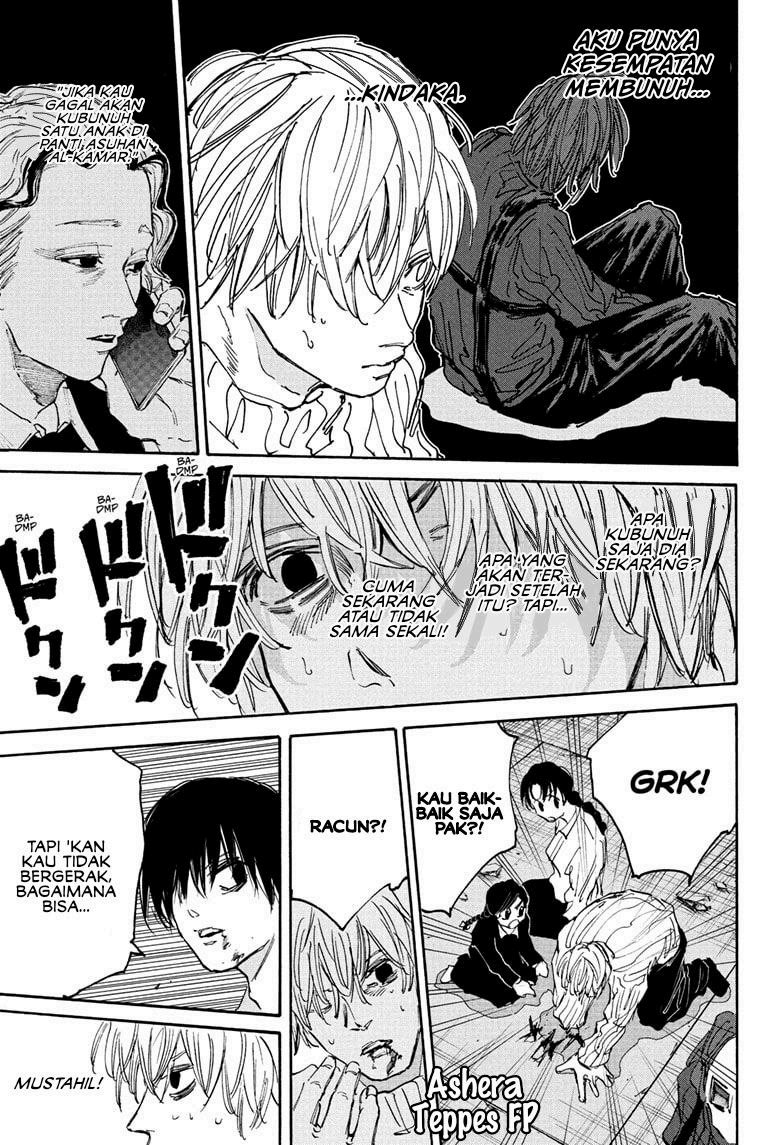 AKU PUNYA
KESEMPATAN
MEMBUNUH...
...KINDAKA.
"JIKA KAU
GAGAL AKAN
KUBUNUH
SATU ANAK DI
PANTI ASUHAN
AL-KAMAR."
APA
KUBUNUH
SAJA DIA
SEKARANG?
APA YANG
AKAN TER-
JADI SETELAH
ITU? TAPI...
CUMA
SEKARANG
ATAU TIDAK
SAMA SEKALI!
BA-
DMP
ドクン
BA-
DMP
ドクン
BA-
DMP
ドクン
GRK!
KAU BAIK-
BAIK SAJA
PAK?!
RACUN?!
TAPI 'KAN
KAU TIDAK
BERGERAK,
BAGAIMANA
BISA...
MUSTAHIL!
Ashera
Teppes FP